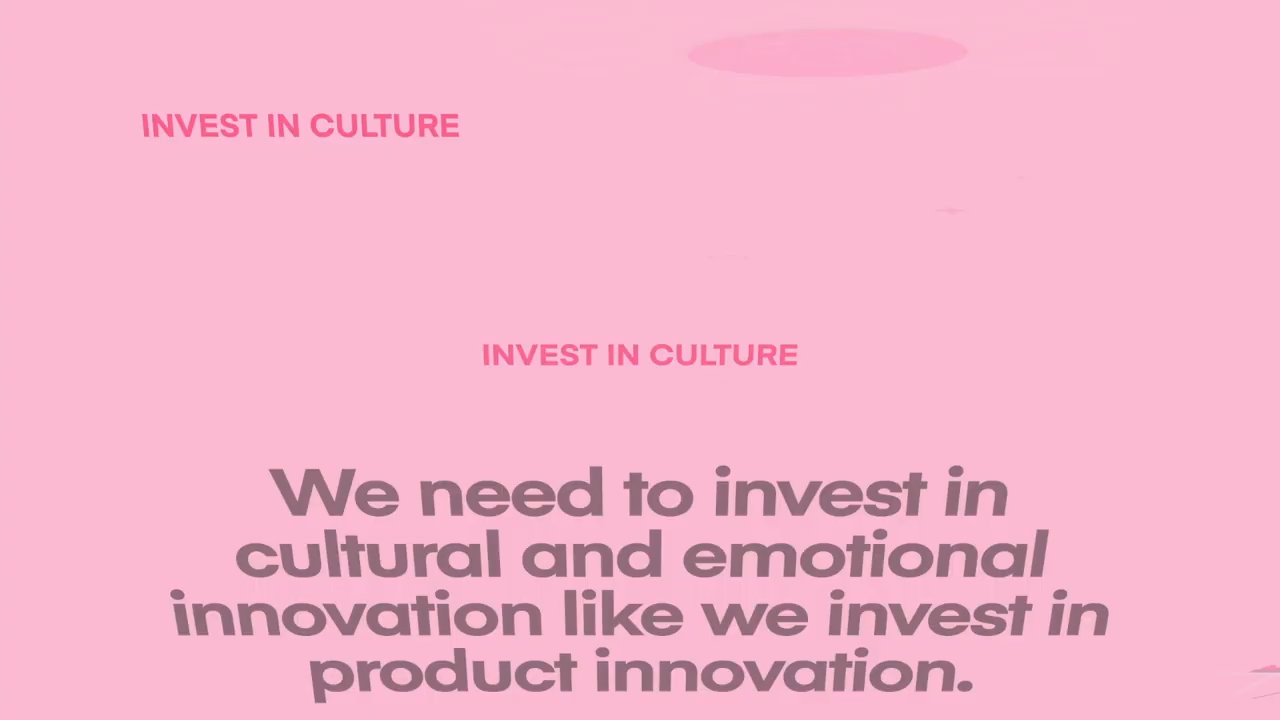 INVEST IN CULTURE
INVEST IN CULTURE
We need to invest in
cultural and emotional
innovation like we invest in
product innovation.